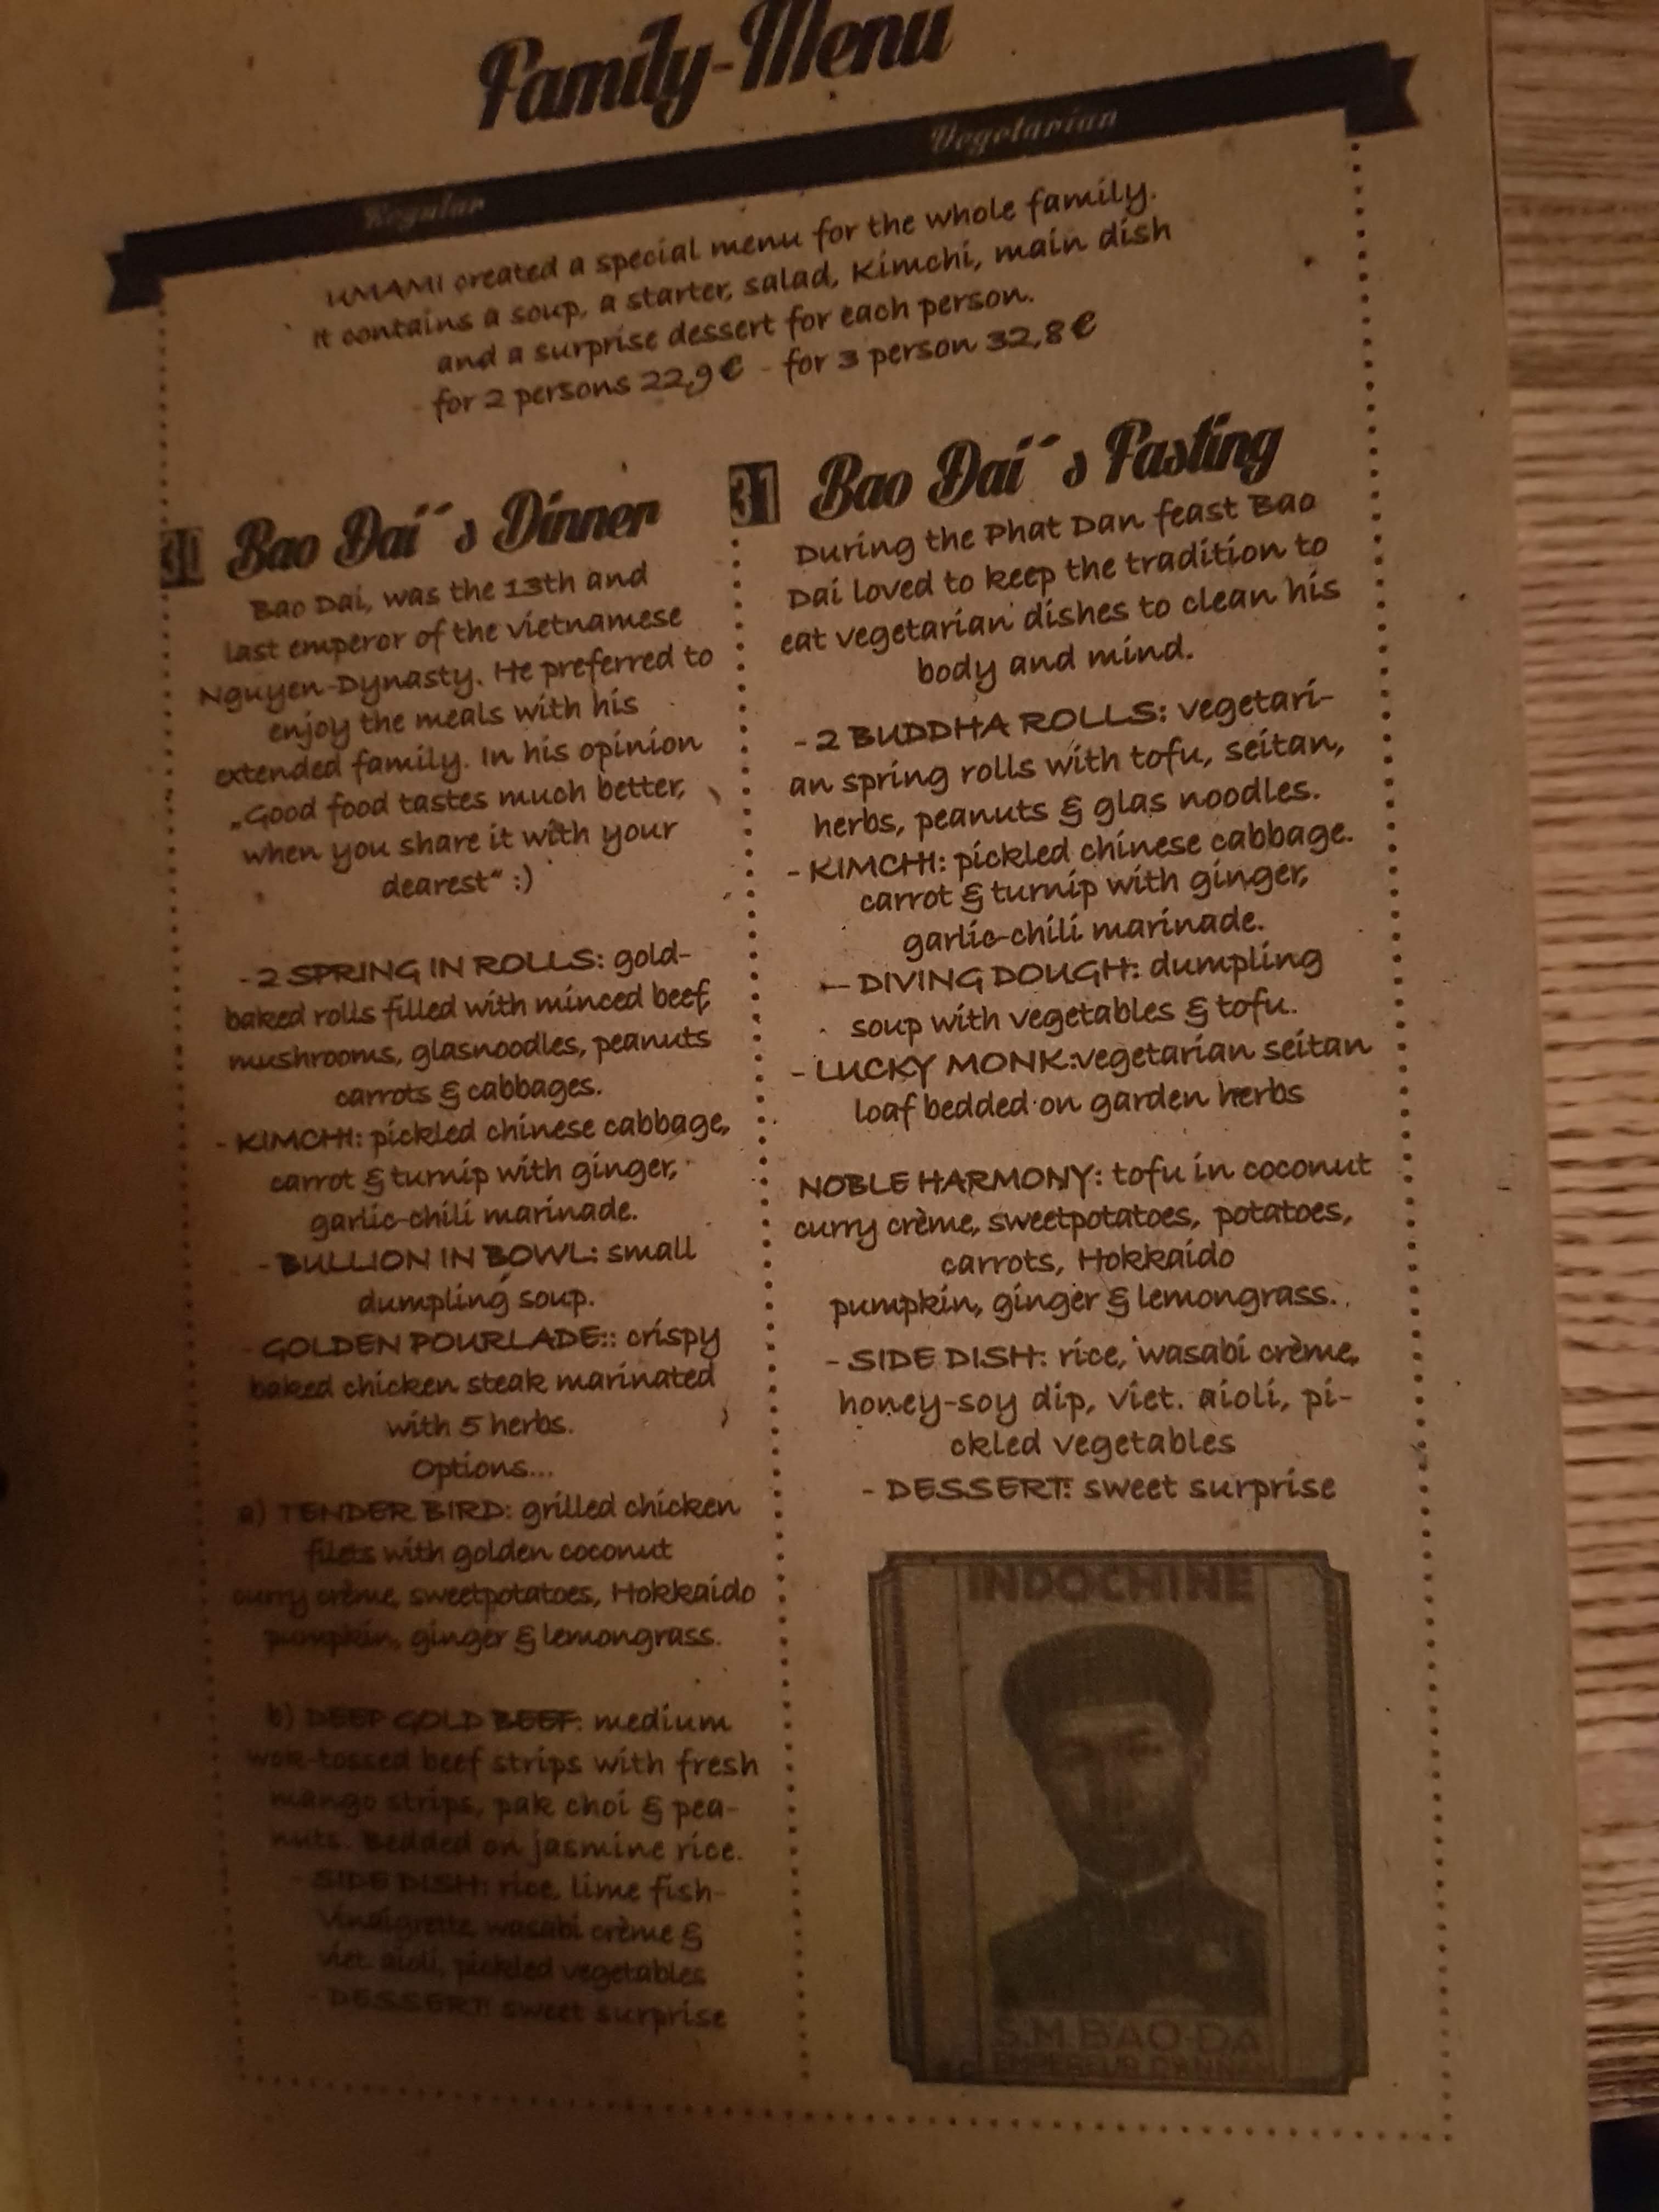 Family-Menu
Regular
Vegetarian
UMAMI created a special menu for the whole family.
It contains a soup, a starter, salad, Kimchi, main dish
and a surprise dessert for each person.
for 2 persons 22,9€ - for 3 person 32,8€
Bao Dai´s Dinner
Bao Dai, was the 13th and
last emperor of the vietnamese
Nguyen-Dynasty. He preferred to
enjoy the meals with his
extended family. In his opinion
„Good food tastes much better,
when you share it with your
dearest“ :)
- 2 SPRING IN ROLLS: gold-
baked rolls filled with minced beef,
mushrooms, glasnoodles, peanuts
carrots & cabbages.
- KIMCHI: pickled chinese cabbage,
carrot & turnip with ginger,
garlic-chili marinade.
- BULLION IN BOWL: small
dumpling soup.
- GOLDEN POURLADE:: crispy
baked chicken steak marinated
with 5 herbs.
Options...
a) TENDER BIRD: grilled chicken
filets with golden coconut
curry crème, sweetpotatoes, Hokkaido
pumpkin, ginger & lemongrass.
b) DEEP GOLD BEEF: medium
wok-tossed beef strips with fresh
mango strips, pak choi & pea-
nuts. Bedded on jasmine rice.
- SIDE DISH: rice, lime fish-
vinaigrette, wasabi crème &
viet. aioli, pickled vegetables
- DESSERT: sweet surprise
31 Bao Dai´s Fasting
During the Phat Dan feast Bao
Dai loved to keep the tradition to
eat vegetarian dishes to clean his
body and mind.
- 2 BUDDHA ROLLS: vegetari-
an spring rolls with tofu, seitan,
herbs, peanuts & glas noodles.
- KIMCHI: pickled chinese cabbage.
carrot & turnip with ginger,
garlic-chili marinade.
- DIVING DOUGH: dumpling
soup with vegetables & tofu.
- LUCKY MONK:vegetarian seitan
loaf bedded on garden herbs
NOBLE HARMONY: tofu in coconut
curry crème, sweetpotatoes, potatoes,
carrots, Hokkaido
pumpkin, ginger & lemongrass.
- SIDE DISH: rice, wasabi crème,
honey-soy dip, viet. aioli, pi-
ckled vegetables
- DESSERT: sweet surprise
INDOCHINE
S.M.BAO-DA
EMPEREUR D'ANNAM